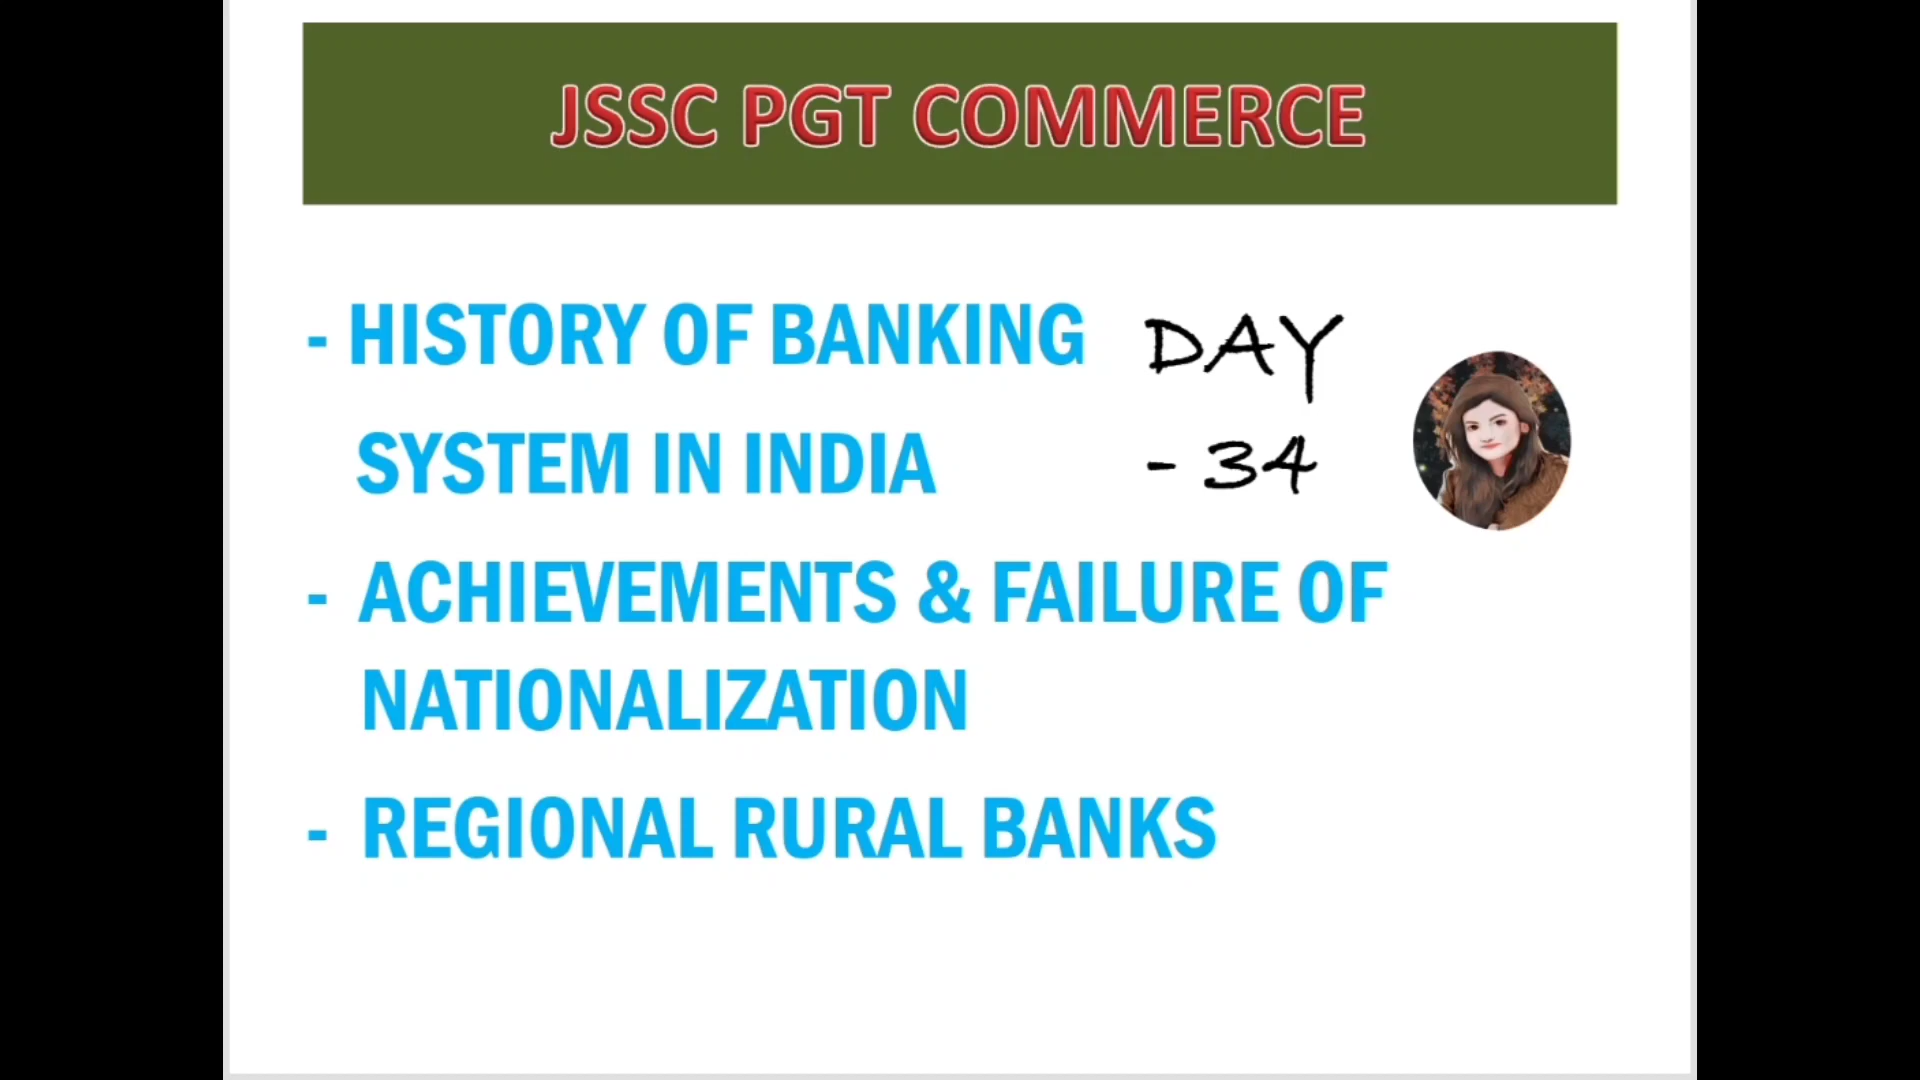 JSSC PGT COMMERCE
- HISTORY OF BANKING
SYSTEM IN INDIA
DAY
- 34
- ACHIEVEMENTS & FAILURE OF
NATIONALIZATION
- REGIONAL RURAL BANKS